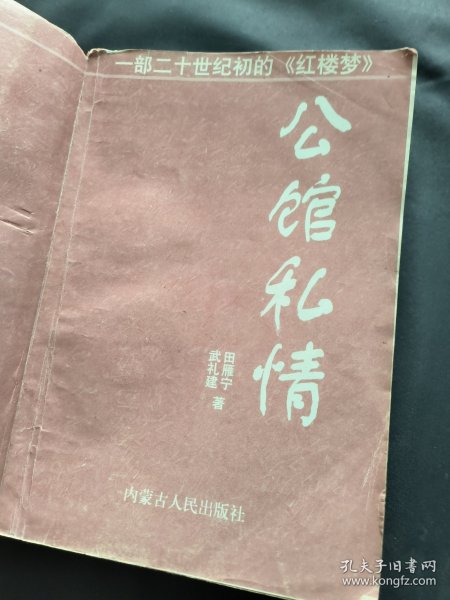 一部二十世纪初的《红楼梦》
公馆私情
田雁宁
武礼建
著
内蒙古人民出版社
孔夫子旧书网
www.kongfz.com